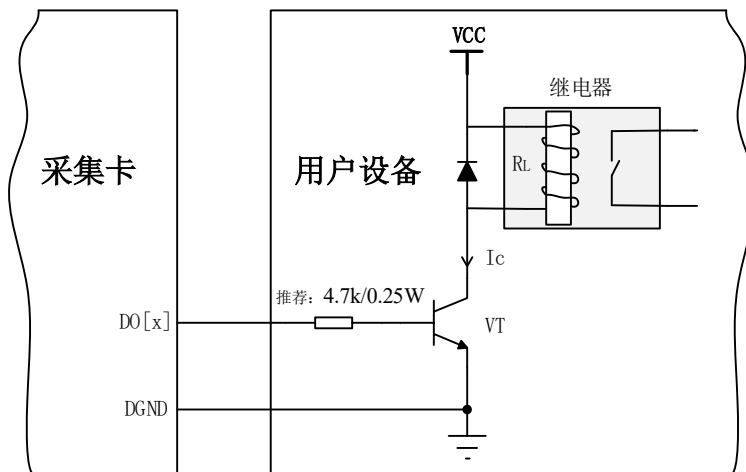 VCC
继电器
采集卡
用户设备
RL
Ic
推荐：4.7k/0.25W
DO[x]
VT
DGND